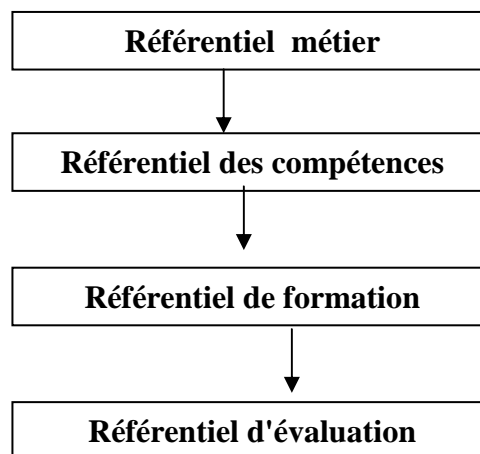 Référentiel métier
Référentiel des compétences
Référentiel de formation
Référentiel d'évaluation